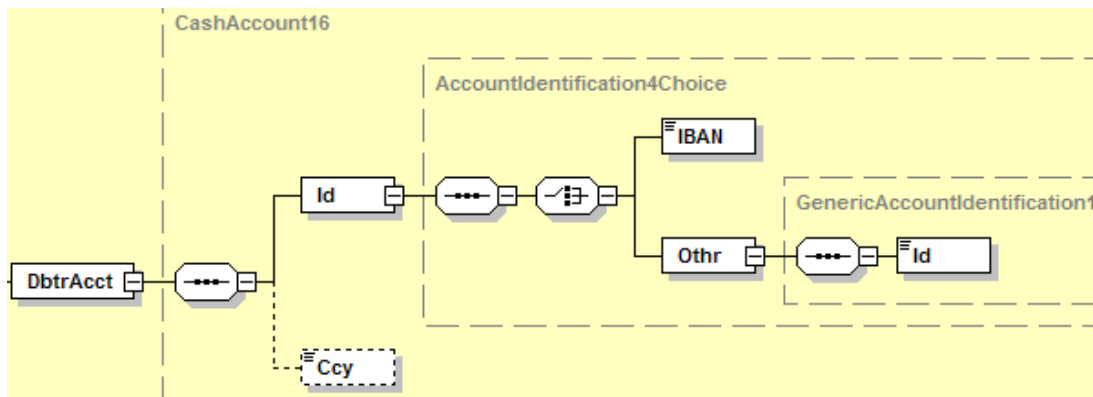 CashAccount16
AccountIdentification4Choice
IBAN
Id
GenericAccountIdentification1
Othr
Id
DbtrAcct
Ccy